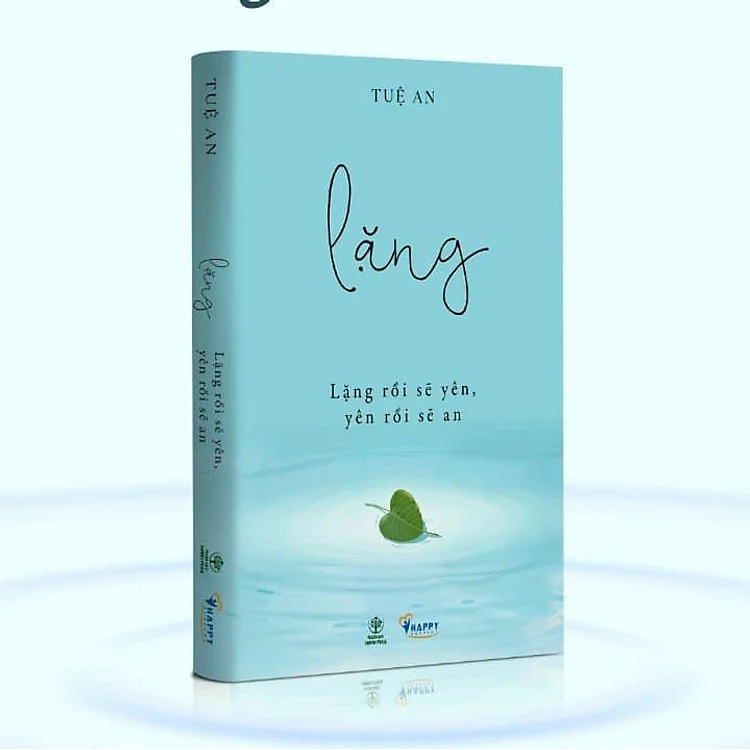 TUỆ AN
lặng
Lặng rồi sẽ yên,
yên rồi sẽ an
HAPPY
TUỆ AN
lặng
Lặng rồi sẽ yên,
yên rồi sẽ an
HAPPY